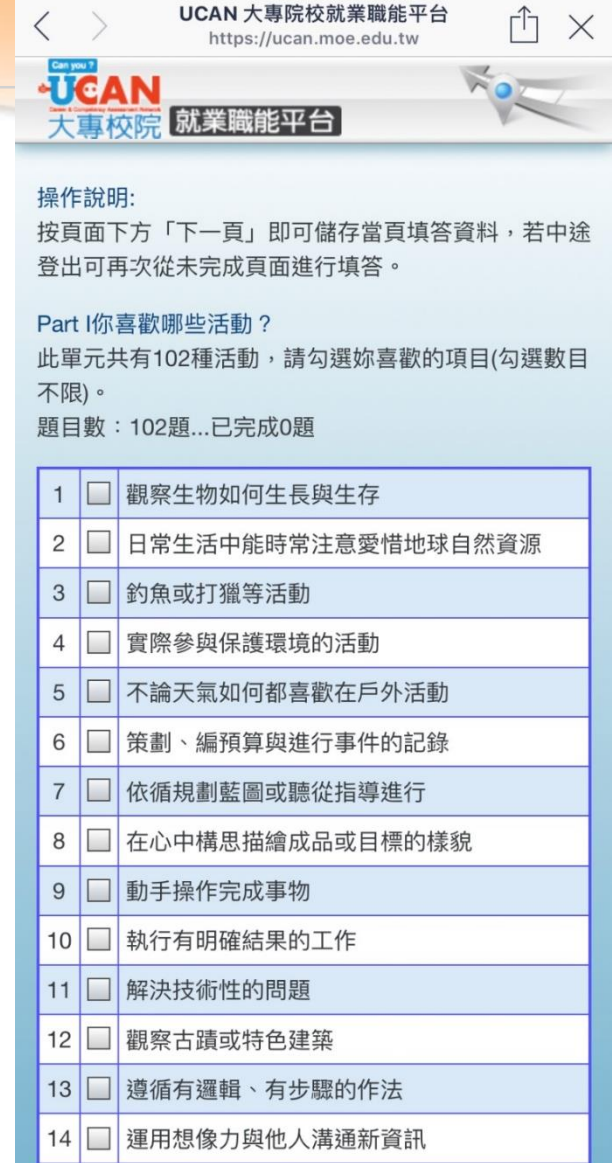 UCAN 大專院校就業職能平台
https://ucan.moe.edu.tw
Can you ?
UCAN
Career & Competency Assessment Network
大專校院 就業職能平台
操作說明:
按頁面下方「下一頁」即可儲存當頁填答資料，若中途
登出可再次從未完成頁面進行填答。
Part I你喜歡哪些活動？
此單元共有102種活動，請勾選妳喜歡的項目(勾選數目
不限)。
題目數：102題...已完成0題
1 觀察生物如何生長與生存
2 日常生活中能時常注意愛惜地球自然資源
3 釣魚或打獵等活動
4 實際參與保護環境的活動
5 不論天氣如何都喜歡在戶外活動
6 策劃、編預算與進行事件的記錄
7 依循規劃藍圖或聽從指導進行
8 在心中構思描繪成品或目標的樣貌
9 動手操作完成事物
10 執行有明確結果的工作
11 解決技術性的問題
12 觀察古蹟或特色建築
13 遵循有邏輯、有步驟的作法
14 運用想像力與他人溝通新資訊